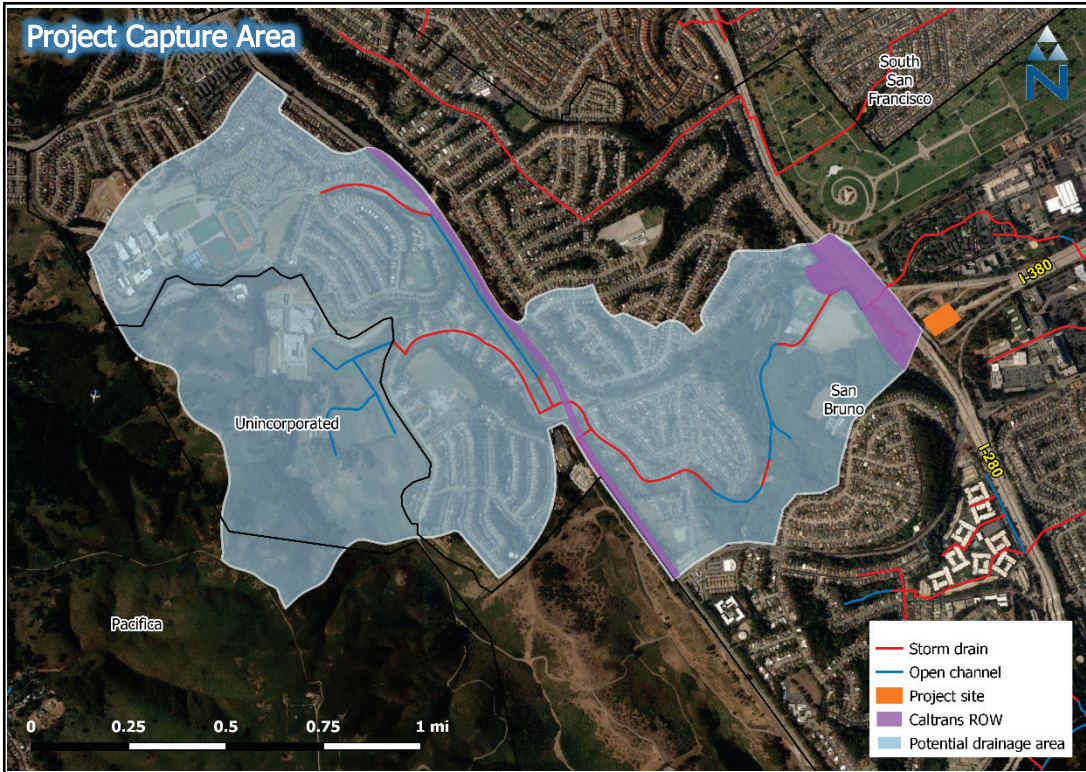 Project Capture Area
N
South
San
Francisco
I-380
San
Bruno
Unincorporated
I-280
Pacifica
0 0.25 0.5 0.75 1 mi
Storm drain
Open channel
Project site
Caltrans ROW
Potential drainage area